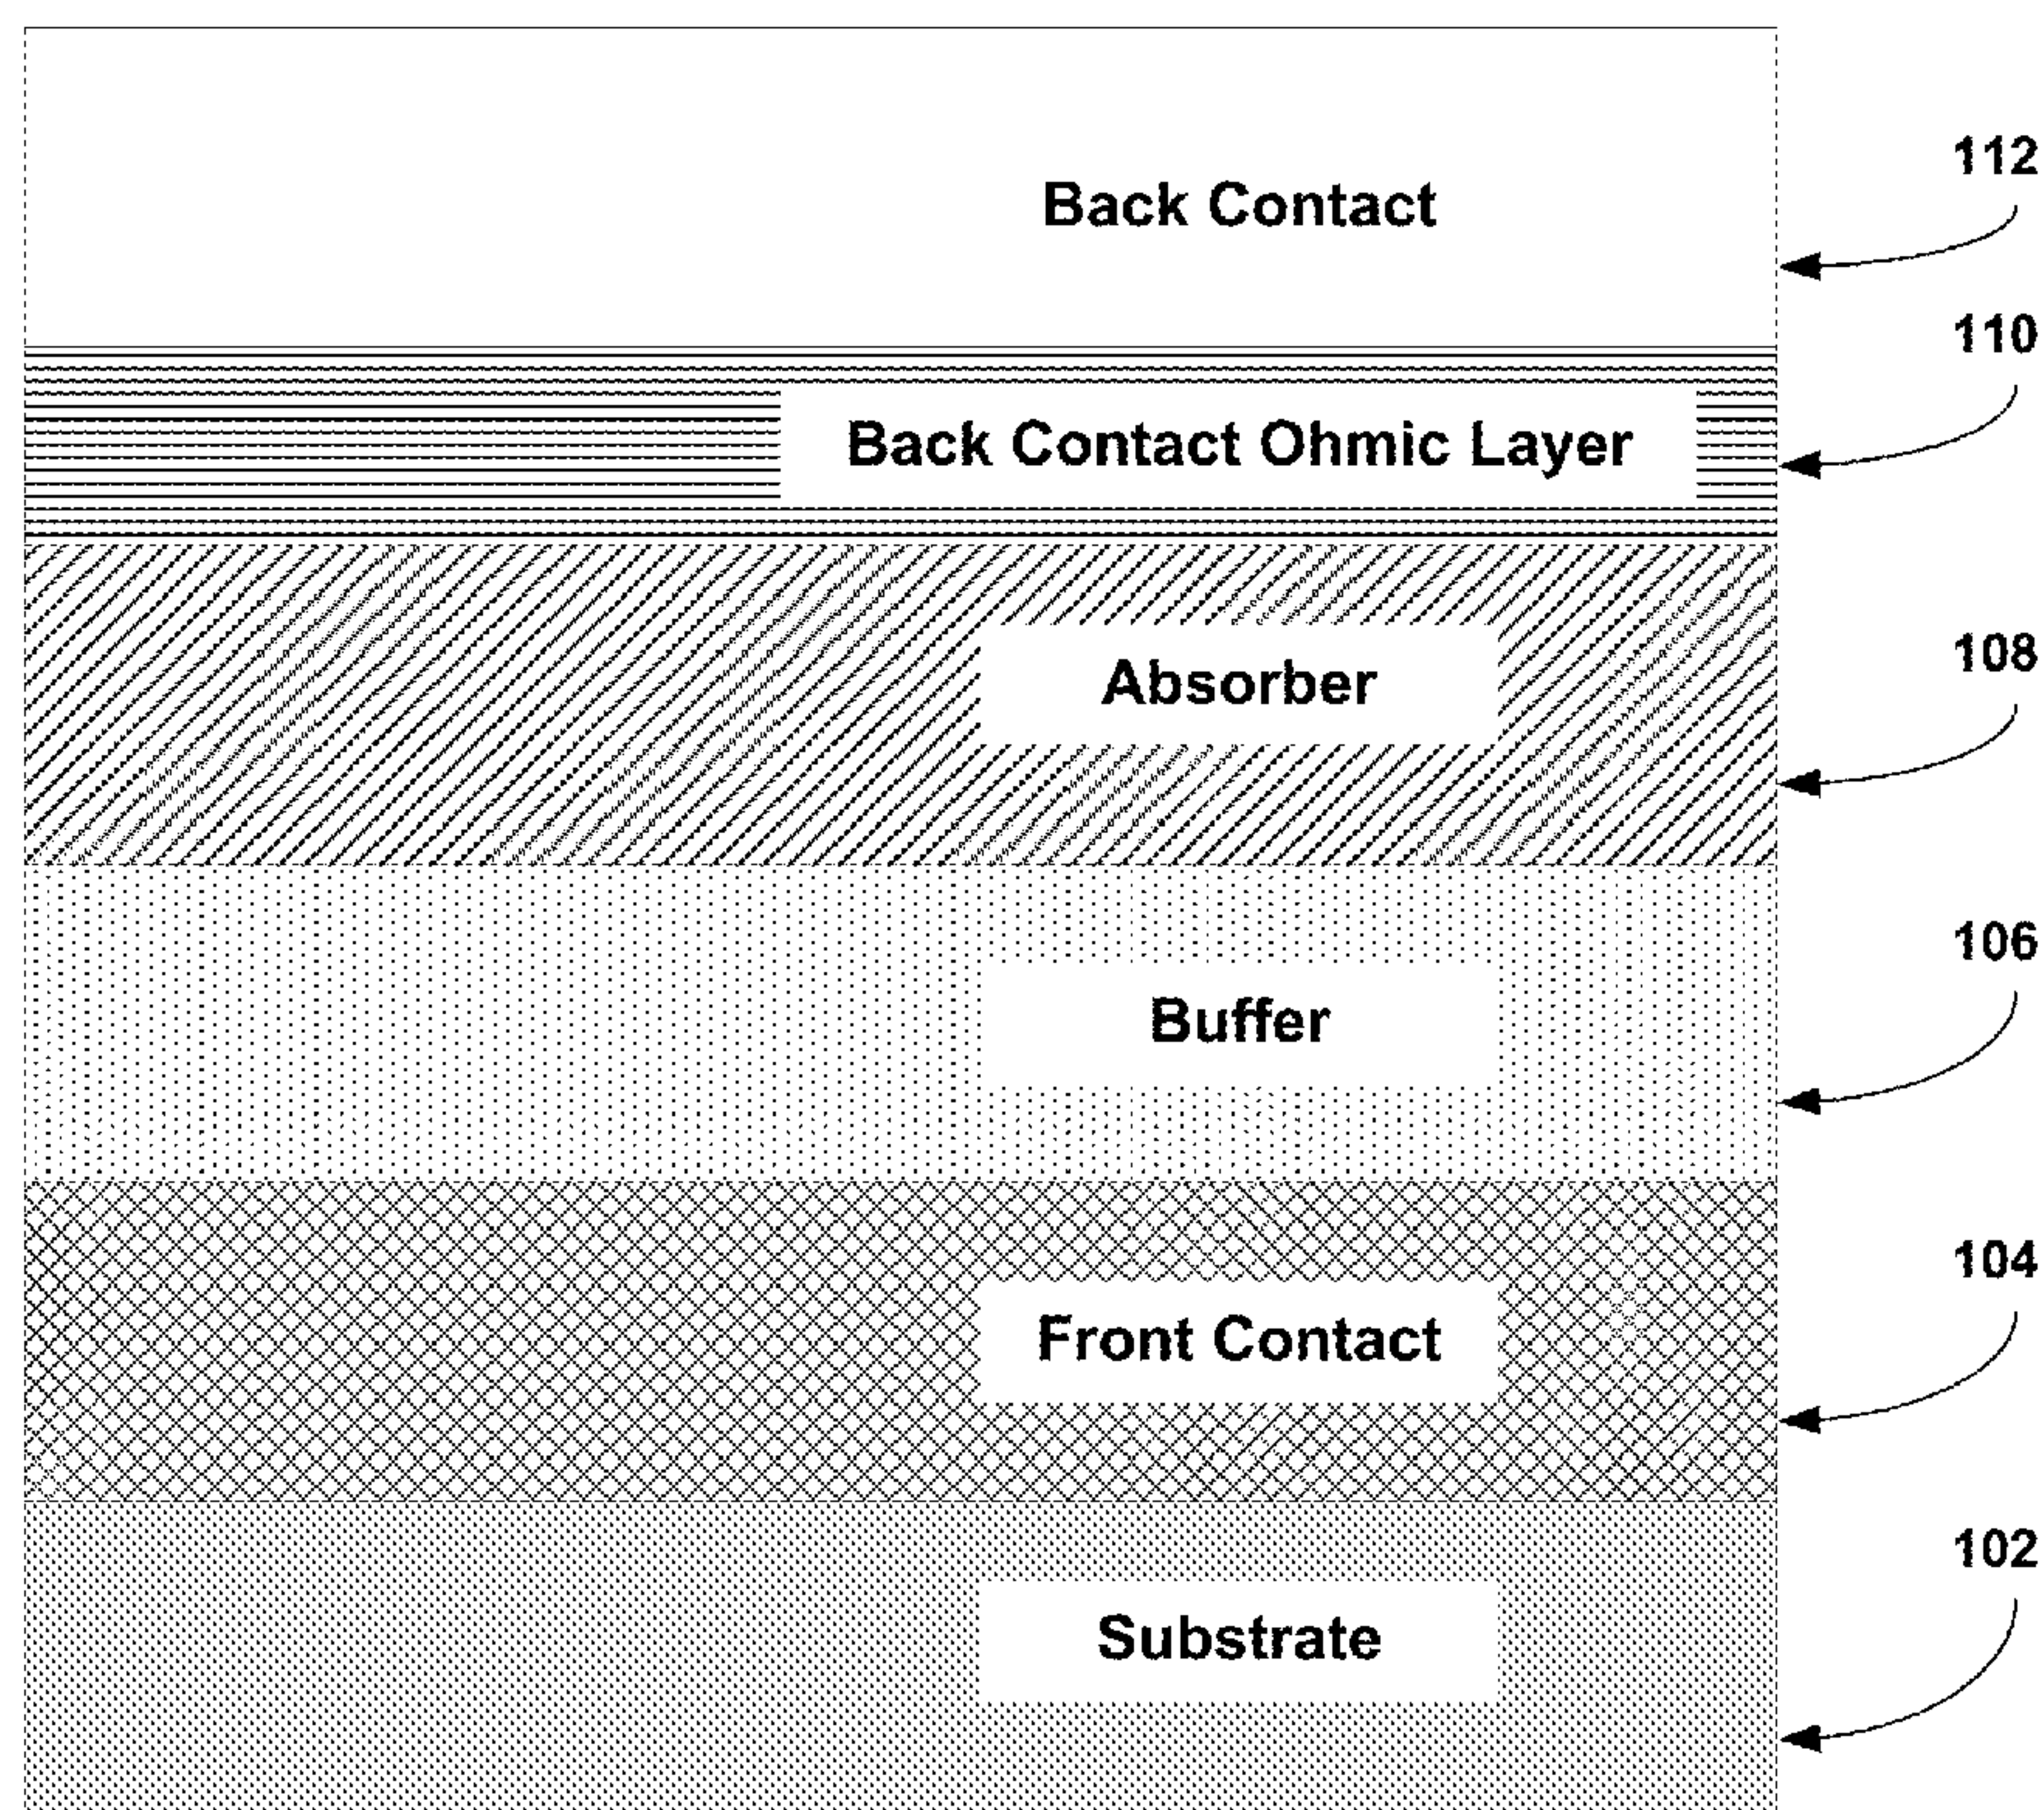 112
Back Contact
110
Back Contact Ohmic Layer
108
Absorber
106
Buffer
104
Front Contact
102
Substrate